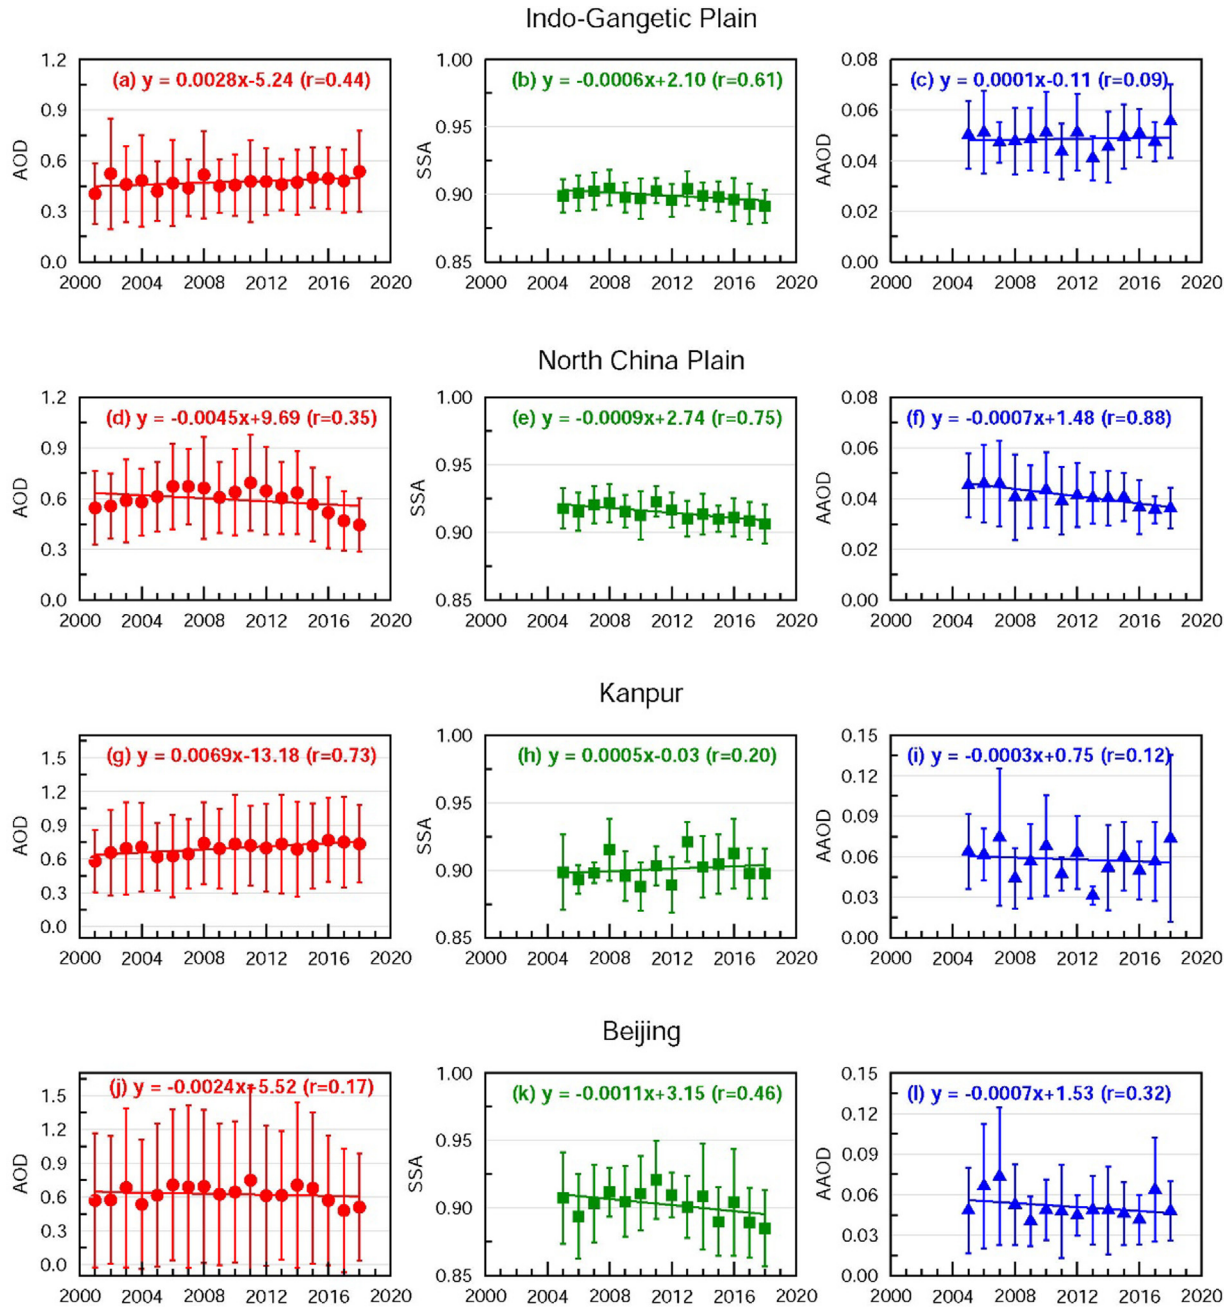 Indo-Gangetic Plain
(a) y = 0.0028x-5.24 (r=0.44)
AOD
1.2
0.9
0.6
0.3
0.0
2000 2004 2008 2012 2016 2020
(b) y = -0.0006x+2.10 (r=0.61)
SSA
1.00
0.95
0.90
0.85
2000 2004 2008 2012 2016 2020
(c) y = 0.0001x-0.11 (r=0.09)
AAOD
0.08
0.06
0.04
0.02
0.00
2000 2004 2008 2012 2016 2020
North China Plain
(d) y = -0.0045x+9.69 (r=0.35)
AOD
1.2
0.9
0.6
0.3
0.0
2000 2004 2008 2012 2016 2020
(e) y = -0.0009x+2.74 (r=0.75)
SSA
1.00
0.95
0.90
0.85
2000 2004 2008 2012 2016 2020
(f) y = -0.0007x+1.48 (r=0.88)
AAOD
0.08
0.06
0.04
0.02
0.00
2000 2004 2008 2012 2016 2020
Kanpur
(g) y = 0.0069x-13.18 (r=0.73)
AOD
1.5
1.2
0.9
0.6
0.3
0.0
2000 2004 2008 2012 2016 2020
(h) y = 0.0005x-0.03 (r=0.20)
SSA
1.00
0.95
0.90
0.85
2000 2004 2008 2012 2016 2020
(i) y = -0.0003x+0.75 (r=0.12)
AAOD
0.15
0.12
0.09
0.06
0.03
0.00
2000 2004 2008 2012 2016 2020
Beijing
(j) y = -0.0024x+5.52 (r=0.17)
AOD
1.5
1.2
0.9
0.6
0.3
0.0
2000 2004 2008 2012 2016 2020
(k) y = -0.0011x+3.15 (r=0.46)
SSA
1.00
0.95
0.90
0.85
2000 2004 2008 2012 2016 2020
(l) y = -0.0007x+1.53 (r=0.32)
AAOD
0.15
0.12
0.09
0.06
0.03
0.00
2000 2004 2008 2012 2016 2020